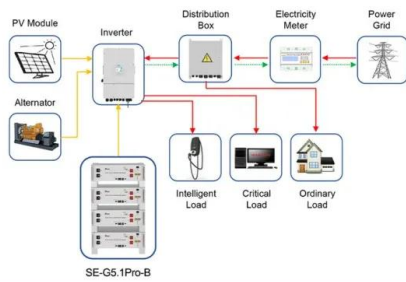 PV Module
Inverter
Distribution
Box
Electricity
Meter
Power
Grid
Alternator
Intelligent
Load
Critical
Load
Ordinary
Load
SE-G5.1Pro-B